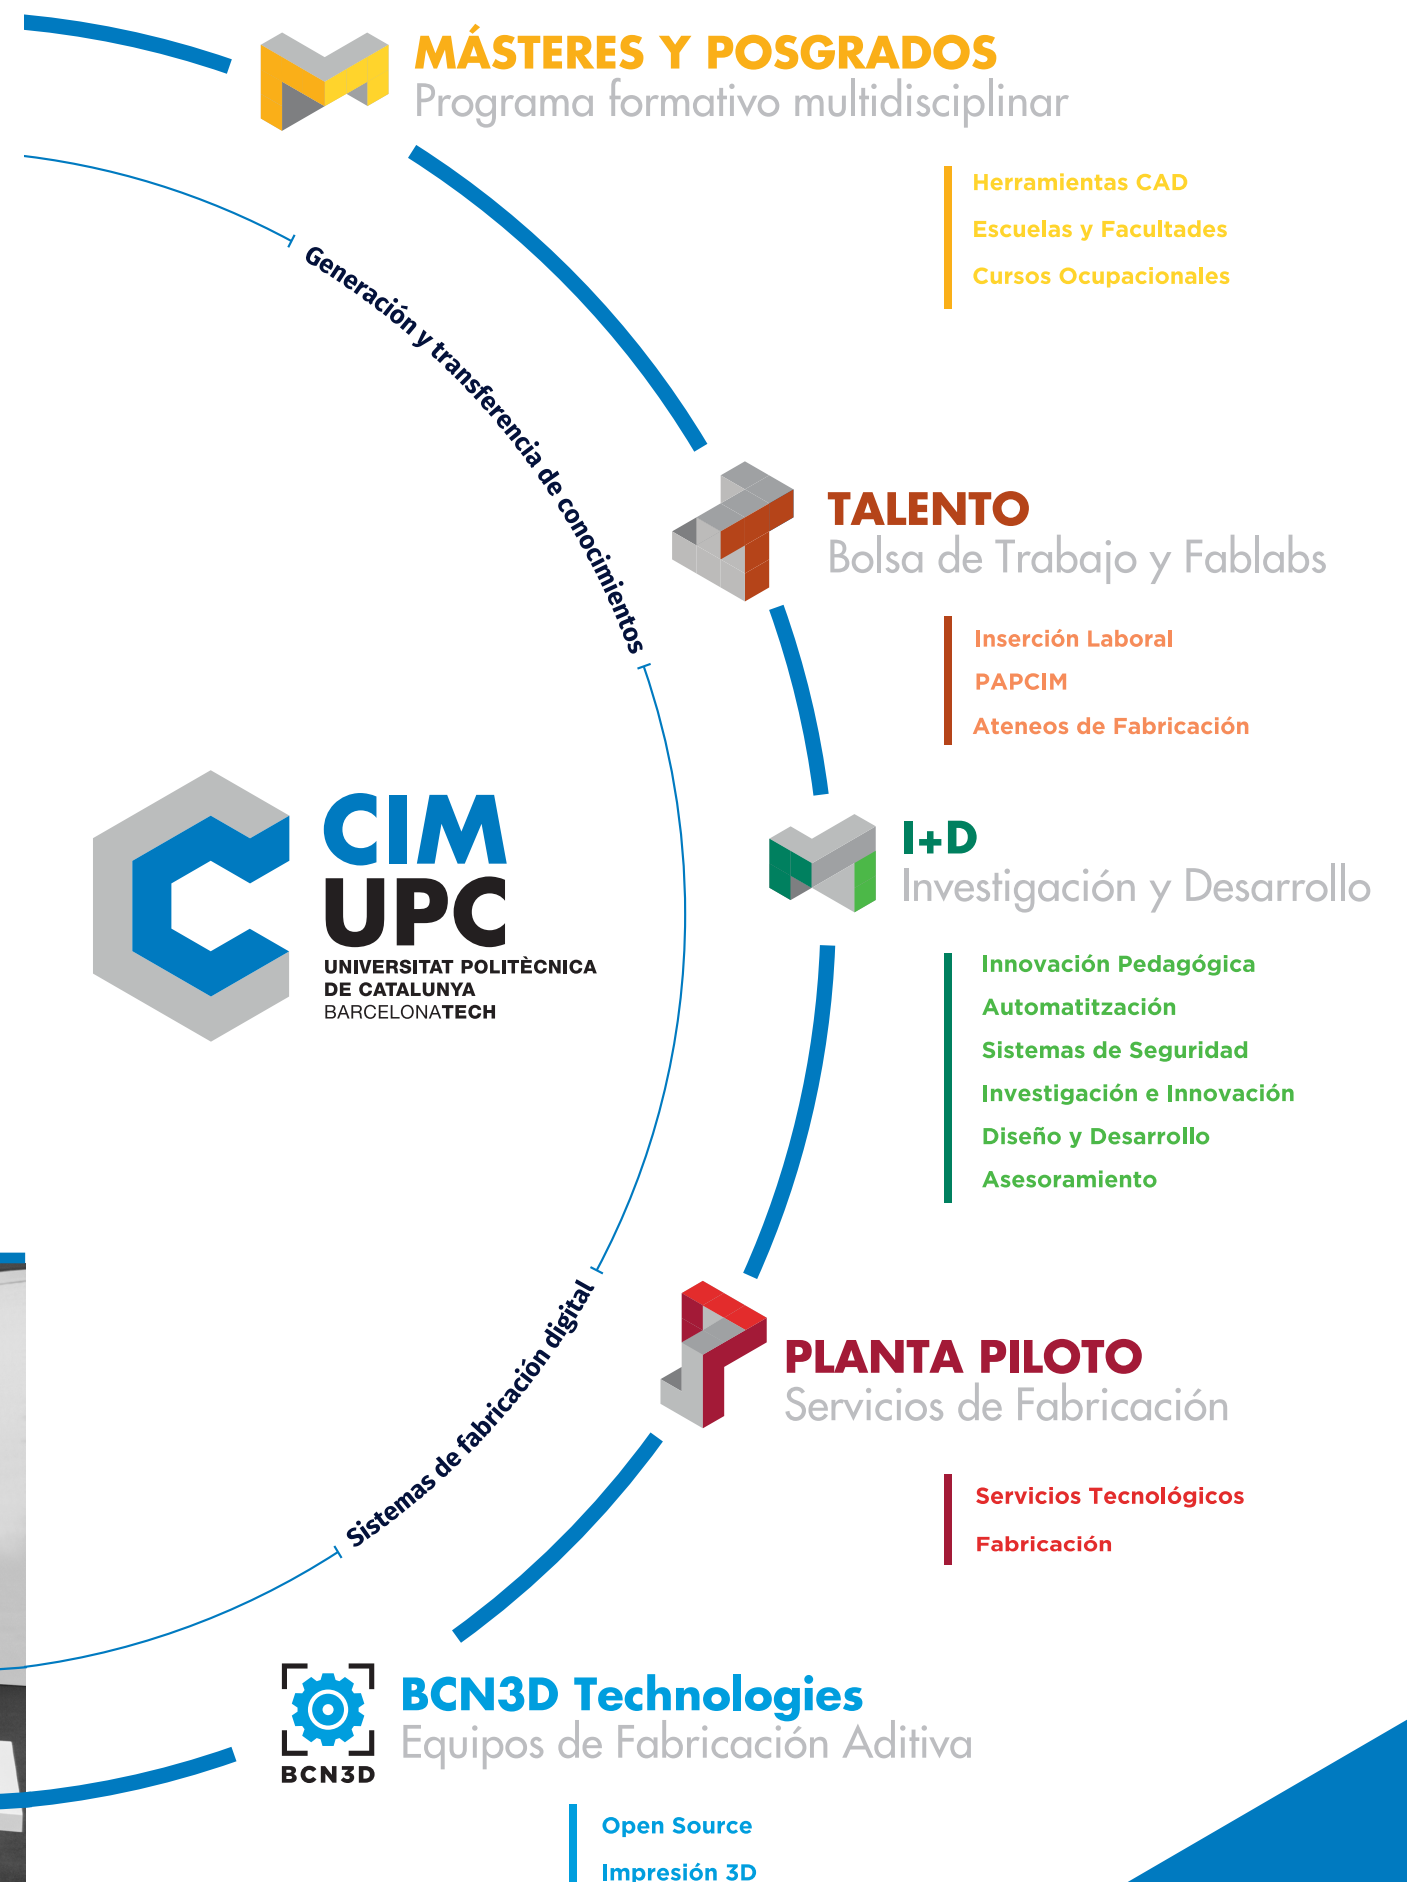 MÁSTERES Y POSGRADOS
Programa formativo multidisciplinar
Herramientas CAD
Escuelas y Facultades
Cursos Ocupacionales
Generación y transferencia de conocimientos
TALENTO
Bolsa de Trabajo y Fablabs
Inserción Laboral
PAPCIM
Ateneos de Fabricación
CIM
UPC
UNIVERSITAT POLITÈCNICA
DE CATALUNYA
BARCELONATECH
I+D
Investigación y Desarrollo
Innovación Pedagógica
Automatitzación
Sistemas de Seguridad
Investigación e Innovación
Diseño y Desarrollo
Asesoramiento
Sistemas de fabricación digital
PLANTA PILOTO
Servicios de Fabricación
Servicios Tecnológicos
Fabricación
BCN3D
BCN3D Technologies
Equipos de Fabricación Aditiva
Open Source
Impresión 3D